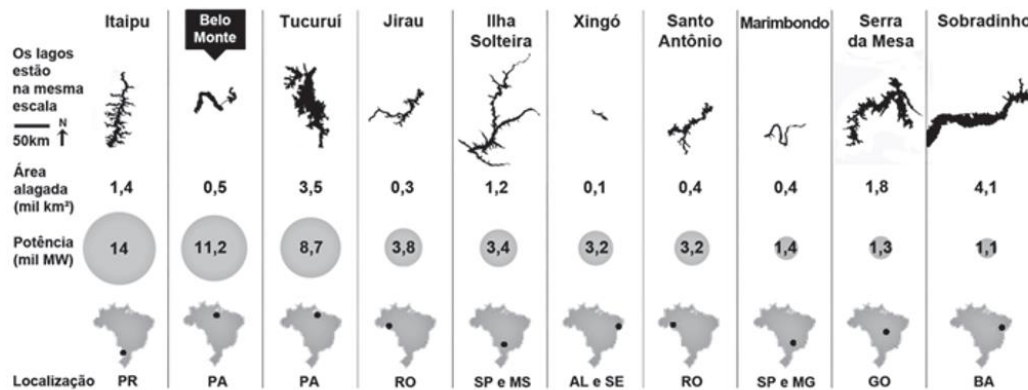 Itaipu Belo Monte Tucuruí Jirau Ilha Solteira Xingó Santo Antônio Marimbondo Serra da Mesa Sobradinho
Os lagos
estão
na mesma
escala
N
50km
Área
alagada
(mil km²)
1,4 0,5 3,5 0,3 1,2 0,1 0,4 0,4 1,8 4,1
Potência
(mil MW)
14 11,2 8,7 3,8 3,4 3,2 3,2 1,4 1,3 1,1
Localização PR PA PA RO SP e MS AL e SE RO SP e MG GO BA